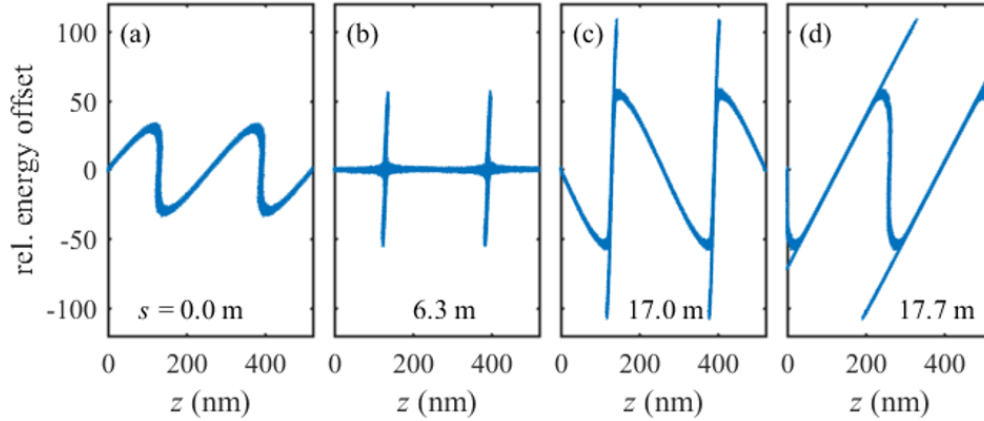 (a) (b) (c) (d)
rel. energy offset
100
50
0
-50
-100
s = 0.0 m 6.3 m 17.0 m 17.7 m
0 200 400 0 200 400 0 200 400 0 200 400
z (nm) z (nm) z (nm) z (nm)